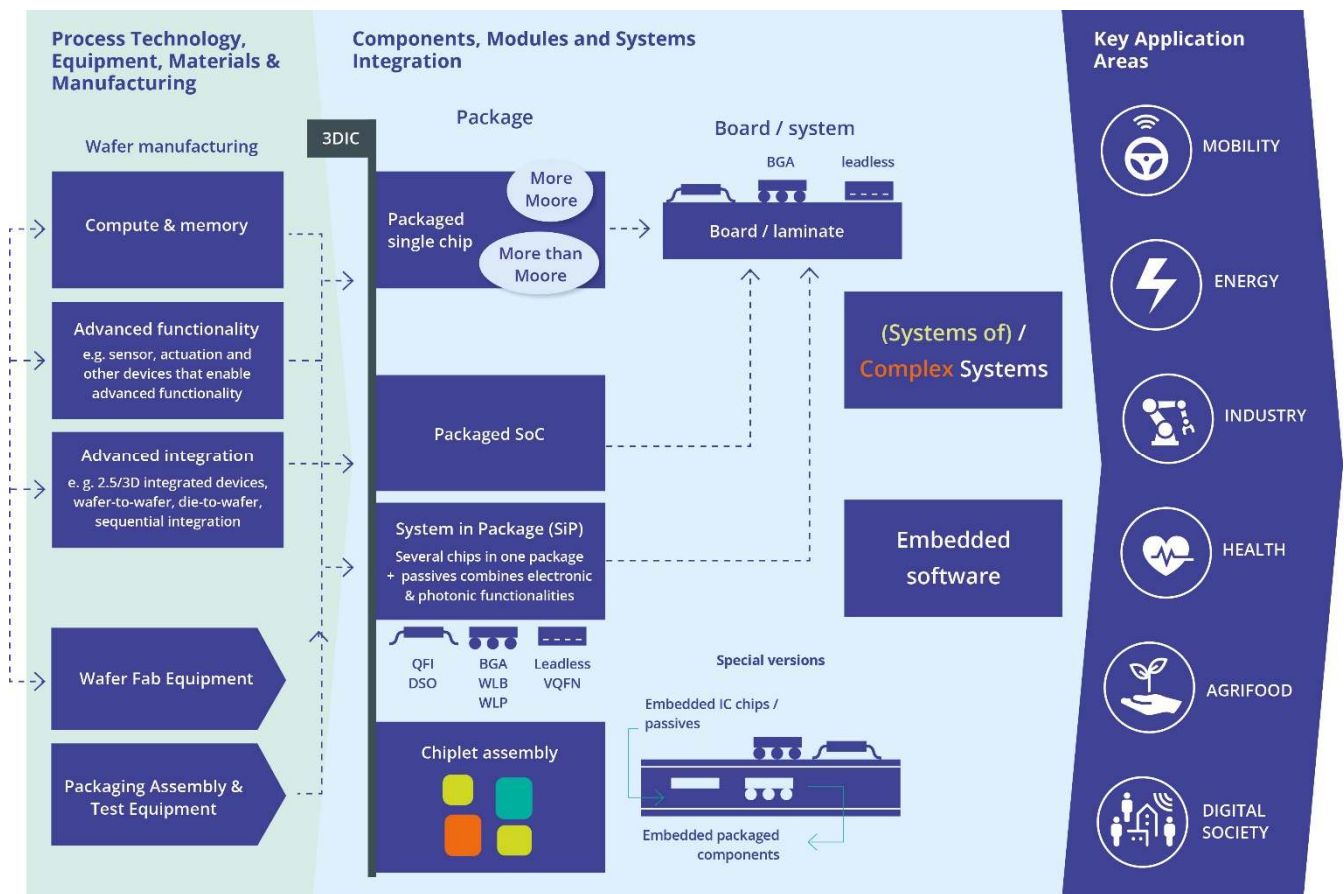 Process Technology,
Equipment, Materials &
Manufacturing
Wafer manufacturing
Compute & memory
Advanced functionality
e.g. sensor, actuation and
other devices that enable
advanced functionality
Advanced integration
e. g. 2.5/3D integrated devices,
wafer-to-wafer, die-to-wafer,
sequential integration
Wafer Fab Equipment
Packaging Assembly &
Test Equipment
Components, Modules and Systems
Integration
3DIC
Package
Packaged
single chip
More
Moore
More than
Moore
Packaged SoC
System in Package (SiP)
Several chips in one package
+ passives combines electronic
& photonic functionalities
QFI
DSO
BGA
WLB
WLP
Leadless
VQFN
Chiplet assembly
Board / system
BGA
leadless
Board / laminate
(Systems of) /
Complex Systems
Embedded
software
Special versions
Embedded IC chips /
passives
Embedded packaged
components
Key Application
Areas
MOBILITY
ENERGY
INDUSTRY
HEALTH
AGRIFOOD
DIGITAL
SOCIETY